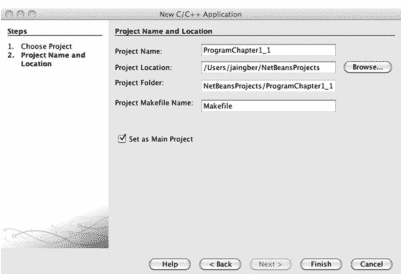 New C/C++ Application
Steps
1. Choose Project
2. Project Name and
Location
Project Name and Location
Project Name: ProgramChapter1_1
Project Location: /Users/jaingber/NetBeansProjects Browse...
Project Folder: NetBeansProjects/ProgramChapter1_1
Project Makefile Name: Makefile
Set as Main Project
Help < Back Next > Finish Cancel